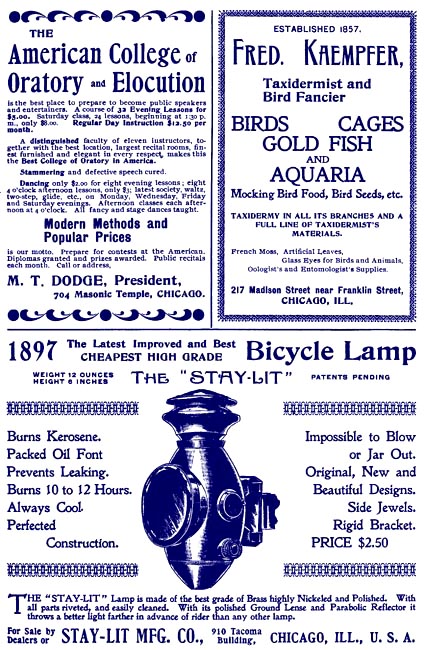 THE
American College of
Oratory and Elocution
is the best place to prepare to become public speakers
and entertainers. A course of 32 Evening Lessons for
$5.00. Saturday class, 24 lessons, beginning at 1:30 p.
m., only $8.00. Regular Day Instruction $12.50 per
month.
A distinguished faculty of eleven instructors, to-
gether with the best location, largest recital rooms, fin-
est furnished and elegant in every respect, makes this
the Best College of Oratory in America.
Stammering and defective speech cured.
Dancing only $2.00 for eight evening lessons; eight
4 o'clock afternoon lessons, only $3; latest society, waltz,
two-step, glide, etc., on Monday, Wednesday, Friday
and Saturday evenings. Afternoon classes each after-
noon at 4 o'clock. All fancy and stage dances taught.
Modern Methods and
Popular Prices
is our motto. Prepare for contests at the American.
Diplomas granted and prizes awarded. Public recitals
each month. Call or address,
M. T. DODGE, President,
704 Masonic Temple, CHICAGO.
ESTABLISHED 1857.
FRED. KAEMPFER,
Taxidermist and
Bird Fancier
BIRDS CAGES
GOLD FISH
AND
AQUARIA
Mocking Bird Food, Bird Seeds, etc.
TAXIDERMY IN ALL ITS BRANCHES AND A
FULL LINE OF TAXIDERMIST'S
MATERIALS.
French Moss, Artificial Leaves,
Glass Eyes for Birds and Animals,
Oologist's and Entomologist's Supplies.
217 Madison Street near Franklin Street,
CHICAGO, ILL,
1897 The Latest Improved and Best
CHEAPEST HIGH GRADE Bicycle Lamp
WEIGHT 12 OUNCES
HEIGHT 6 INCHES
THE "STAY-LIT"
PATENTS PENDING
Burns Kerosene.
Packed Oil Font
Prevents Leaking.
Burns 10 to 12 Hours.
Always Cool.
Perfected
Construction.
Impossible to Blow
or Jar Out.
Original, New and
Beautiful Designs.
Side Jewels.
Rigid Bracket.
PRICE $2.50
THE "STAY-LIT" Lamp is made of the best grade of Brass highly Nickeled and Polished. With
all parts riveted, and easily cleaned. With its polished Ground Lense and Parabolic Reflector it
throws a better light farther in advance of rider than any other lamp.
For Sale by
Dealers or STAY-LIT MFG. CO., 910 Tacoma
Building, CHICAGO, ILL., U. S. A.